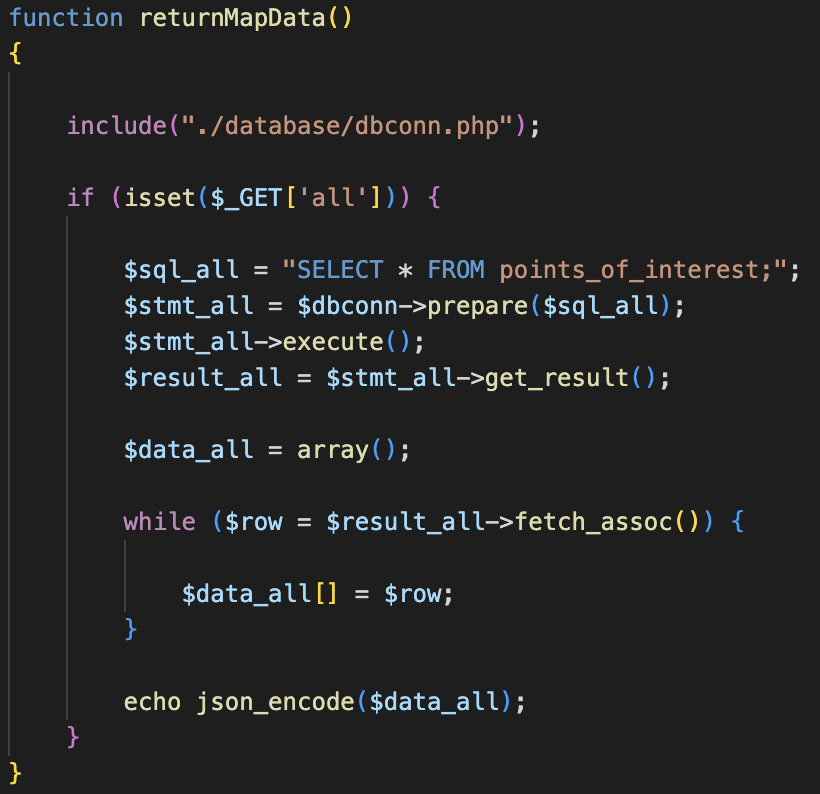 function returnMapData()
{
include("./database/dbconn.php");
if (isset($_GET['all'])) {
$sql_all = "SELECT * FROM points_of_interest;";
$stmt_all = $dbconn->prepare($sql_all);
$stmt_all->execute();
$result_all = $stmt_all->get_result();
$data_all = array();
while ($row = $result_all->fetch_assoc()) {
$data_all[] = $row;
}
echo json_encode($data_all);
}
}